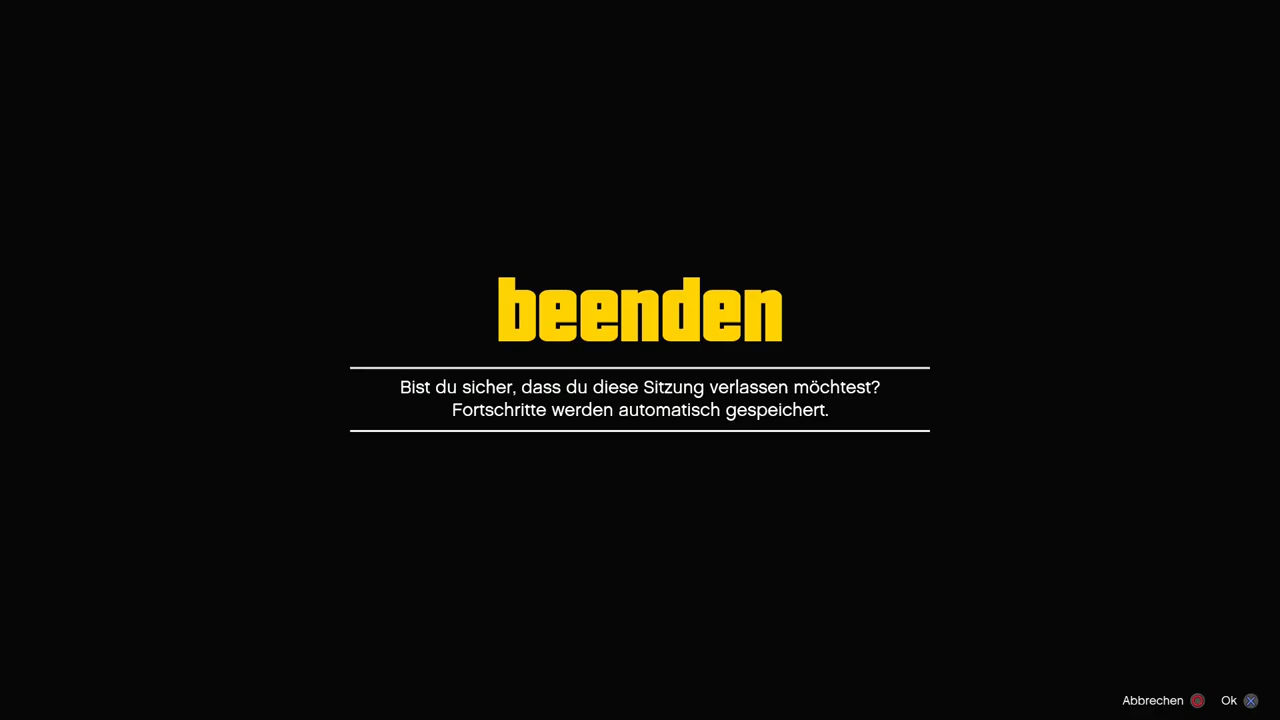 beenden
Bist du sicher, dass du diese Sitzung verlassen möchtest?
Fortschritte werden automatisch gespeichert.
Abbrechen Ok